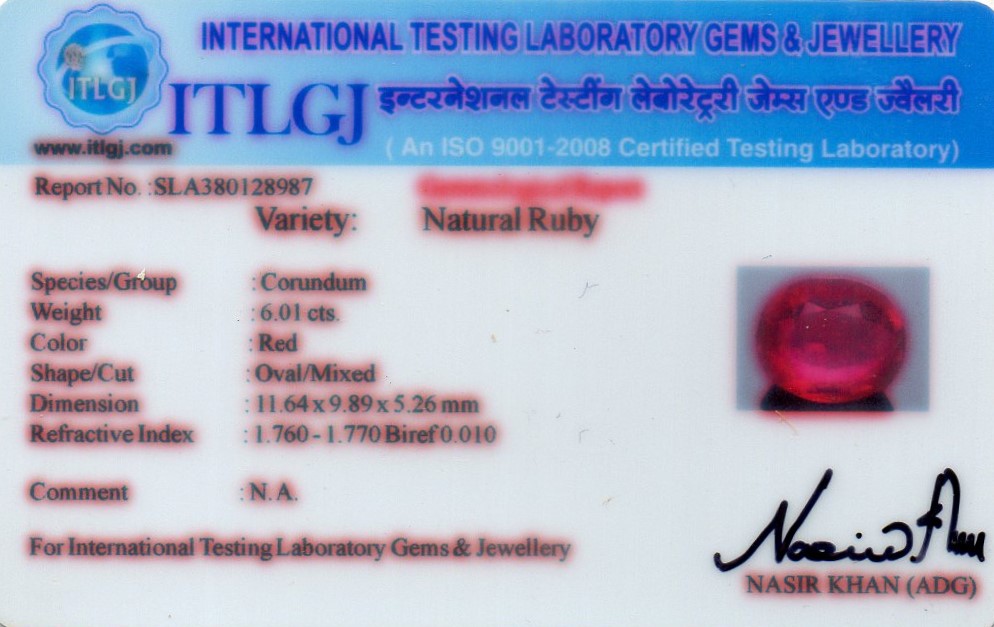 INTERNATIONAL TESTING LABORATORY GEMS & JEWELLERY
ITLGJ
ITLGJ इन्टरनेशनल टेस्टींग लेबोरेट्ररी जेम्स एण्ड ज्वैलरी
www.itlgj.com
( An ISO 9001-2008 Certified Testing Laboratory)
Report No. :SLA380128987
Variety: Natural Ruby
Species/Group : Corundum
Weight : 6.01 cts.
Color : Red
Shape/Cut : Oval/Mixed
Dimension : 11.64 x 9.89 x 5.26 mm
Refractive Index : 1.760 - 1.770 Biref 0.010
Comment : N. A.
For International Testing Laboratory Gems & Jewellery
NASIR KHAN (ADG)